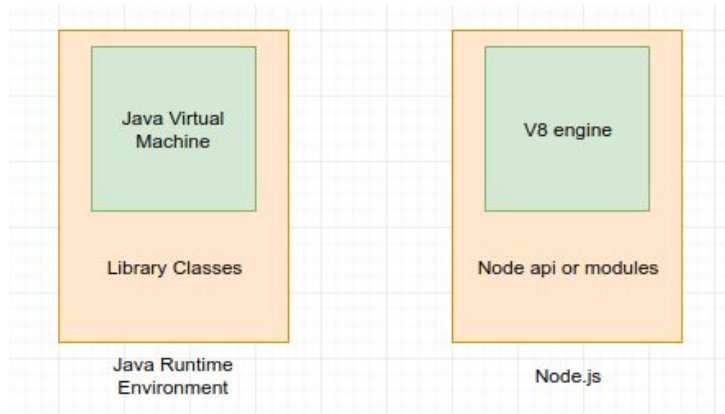 Java Virtual
Machine
Library Classes
Java Runtime
Environment
V8 engine
Node api or modules
Node.js